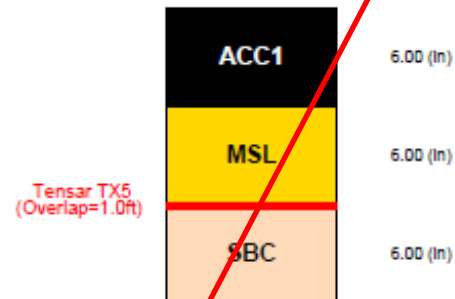 ACC1
6.00 (in)
MSL
6.00 (in)
Tensar TX5
(Overlap=1.0ft)
SBC
6.00 (in)